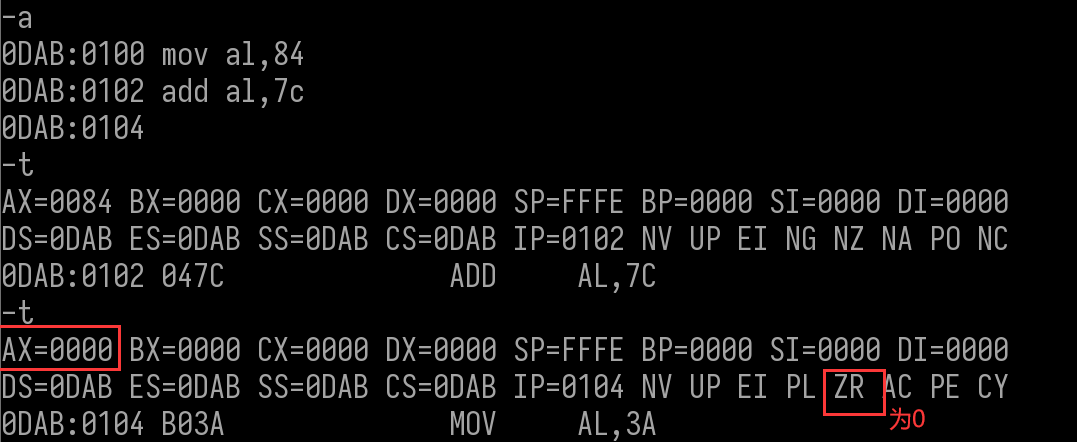 -a
0DAB:0100 mov al,84
0DAB:0102 add al,7c
0DAB:0104
-t
AX=0084 BX=0000 CX=0000 DX=0000 SP=FFFE BP=0000 SI=0000 DI=0000
DS=0DAB ES=0DAB SS=0DAB CS=0DAB IP=0102 NV UP EI NG NZ NA PO NC
0DAB:0102 047C ADD AL,7C
-t
AX=0000 BX=0000 CX=0000 DX=0000 SP=FFFE BP=0000 SI=0000 DI=0000
DS=0DAB ES=0DAB SS=0DAB CS=0DAB IP=0104 NV UP EI PL ZR AC PE CY
0DAB:0104 B03A MOV AL,3A
为0